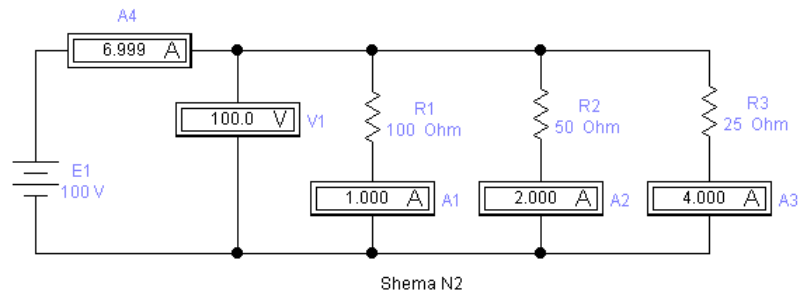 A4
6.999 A
100.0 V V1
R1
100 Ohm
R2
50 Ohm
R3
25 Ohm
E1
100 V
1.000 A A1
2.000 A A2
4.000 A A3
Shema N2